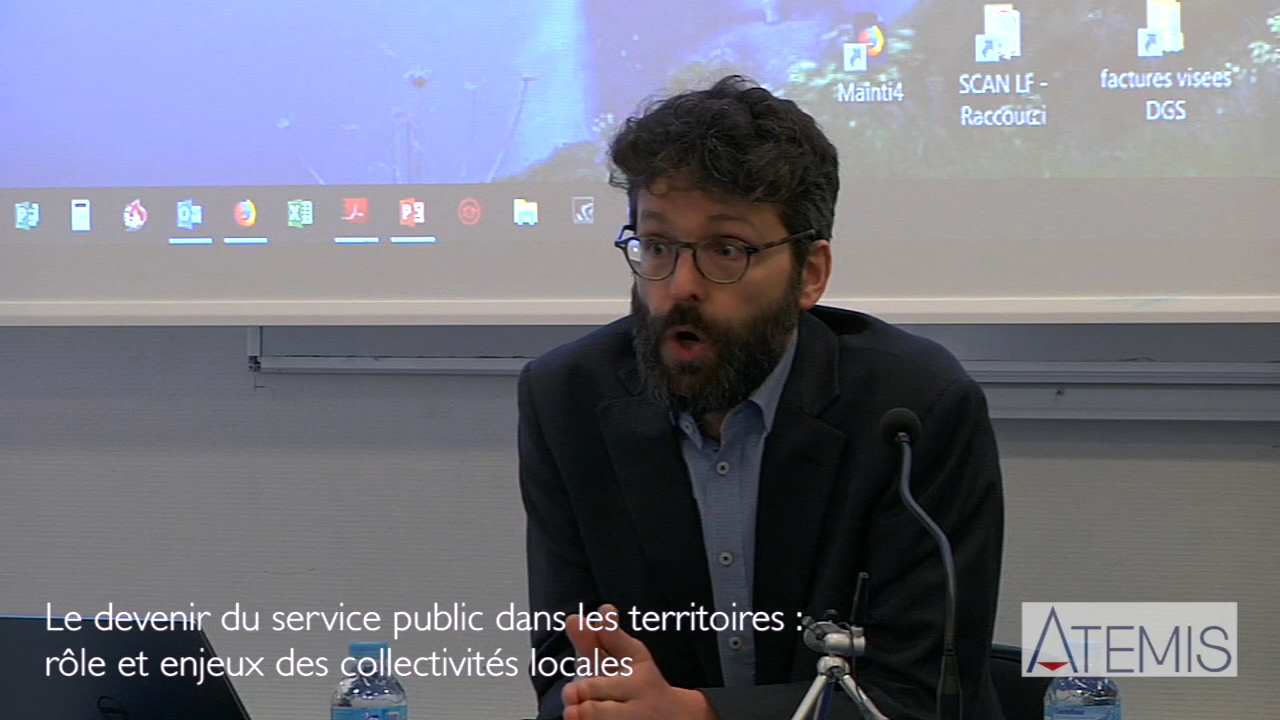 Mainti4
SCAN LF -
Raccourci
factures visees
DGS
Le devenir du service public dans les territoires :
rôle et enjeux des collectivités locales
ATEMIS